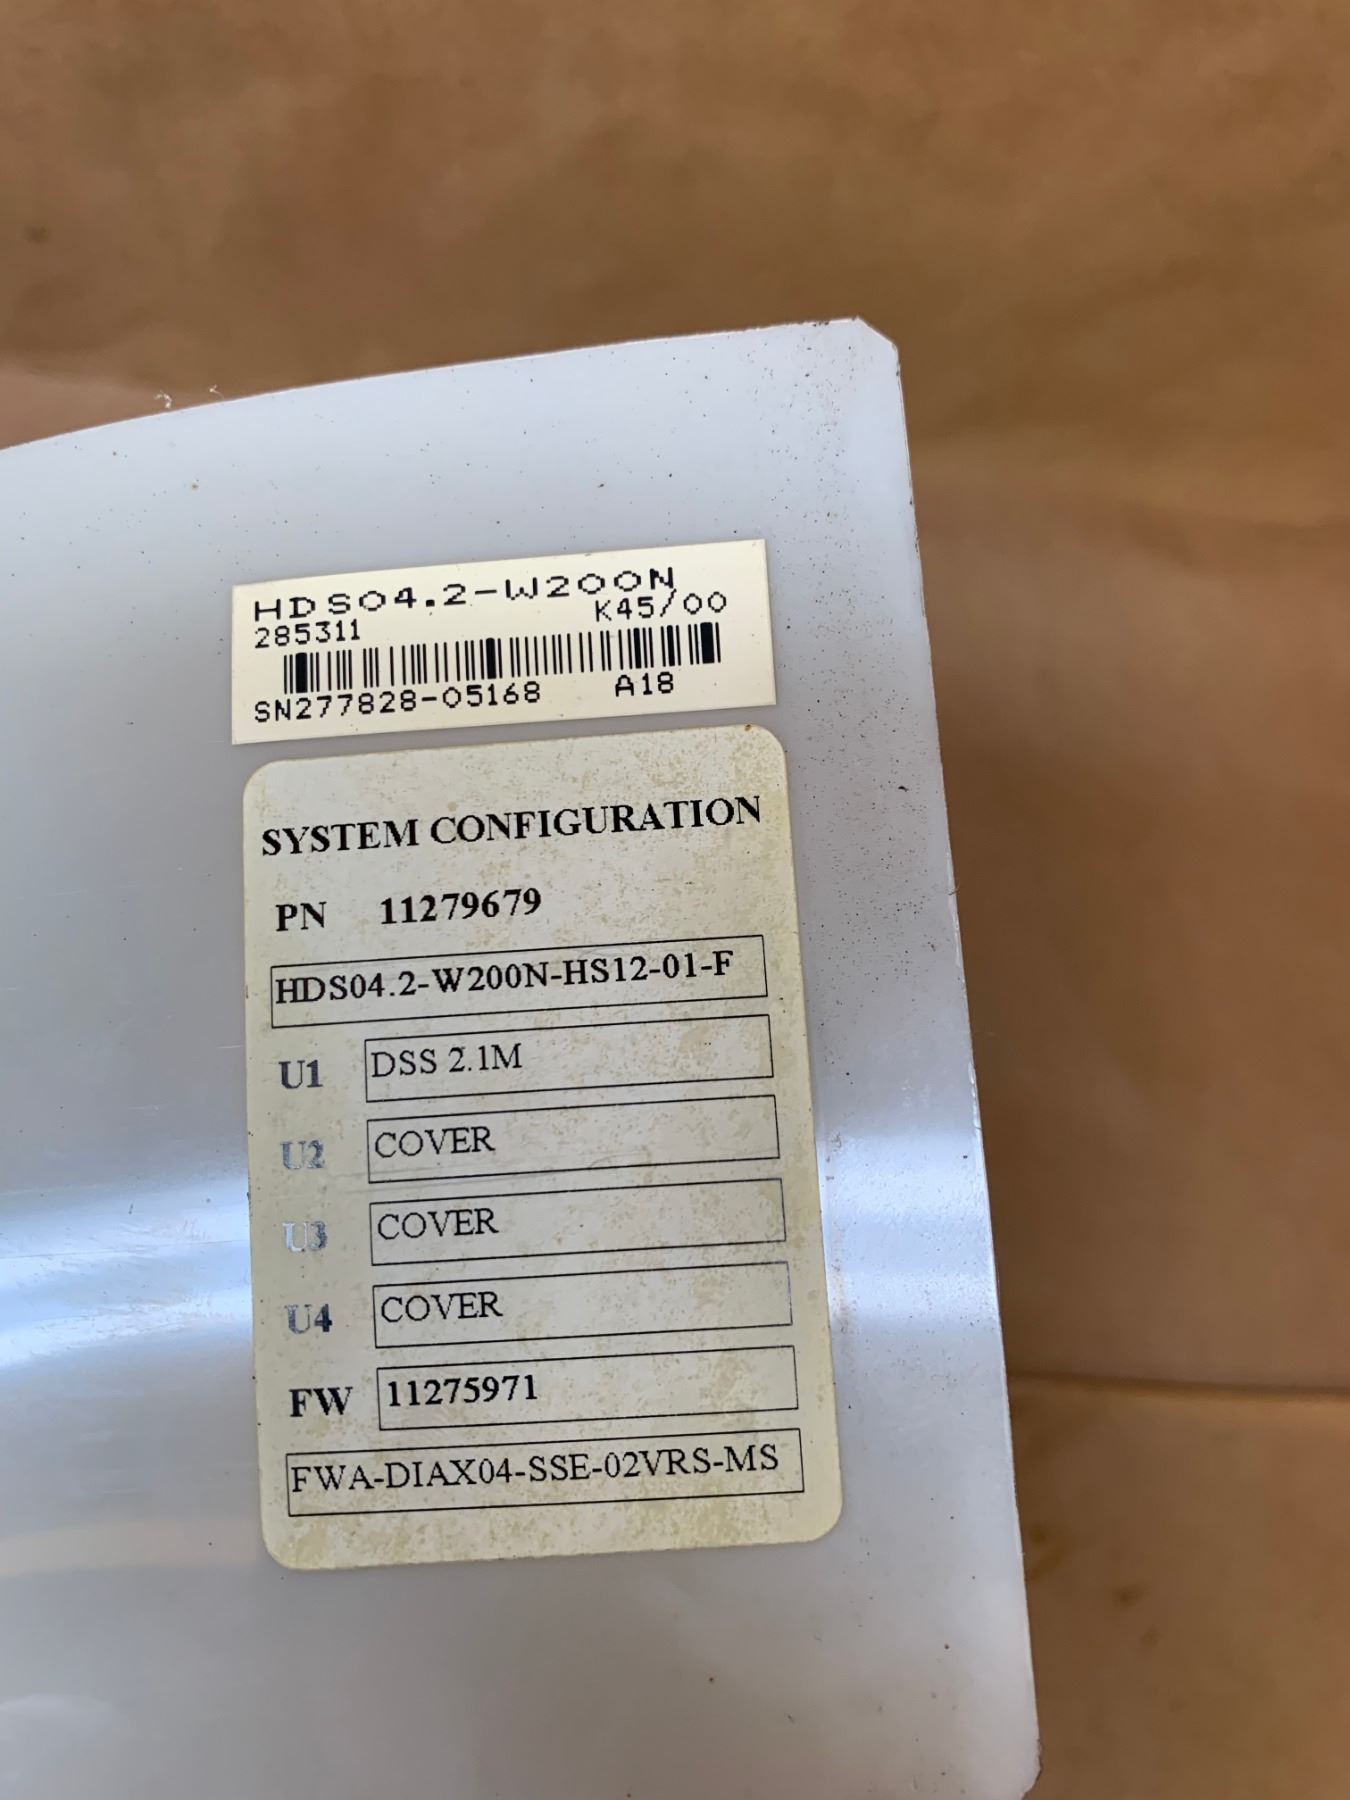 HDS04.2-W200N
285311 K45/00
SN277828-05168 A18
SYSTEM CONFIGURATION
PN 11279679
HDS04.2-W200N-HS12-01-F
U1 DSS 2.1M
U2 COVER
U3 COVER
U4 COVER
FW 11275971
FWA-DIAX04-SSE-02VRS-MS